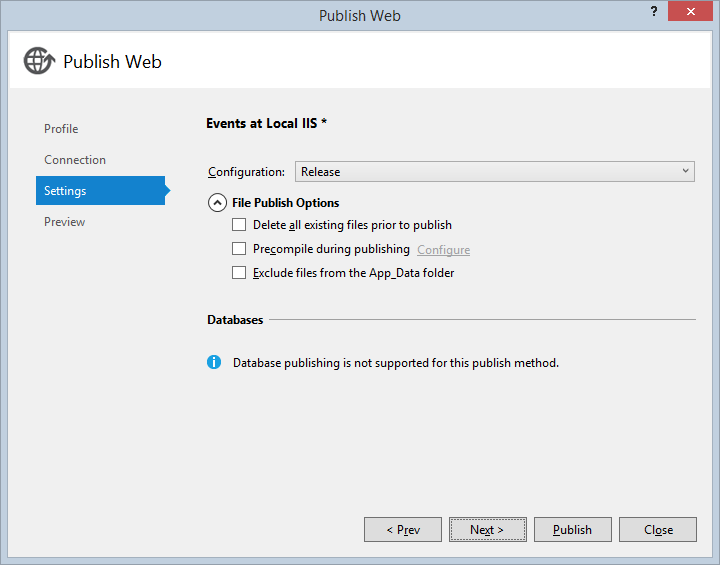 Publish Web
?
Publish Web
Profile
Connection
Settings
Preview
Events at Local IIS *
Configuration: Release
File Publish Options
Delete all existing files prior to publish
Precompile during publishing Configure
Exclude files from the App_Data folder
Databases
Database publishing is not supported for this publish method.
< Prev Next > Publish Close